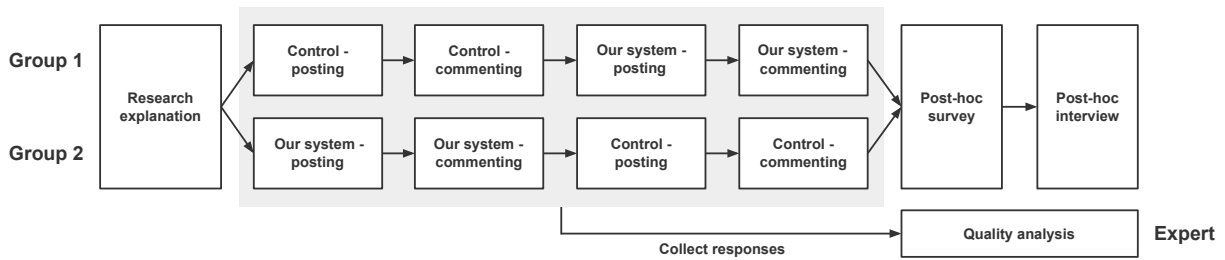 Group 1
Group 2
Research
explanation
Control -
posting
Control -
commenting
Our system -
posting
Our system -
commenting
Our system -
posting
Our system -
commenting
Control -
posting
Control -
commenting
Post-hoc
survey
Post-hoc
interview
Collect responses
Quality analysis
Expert